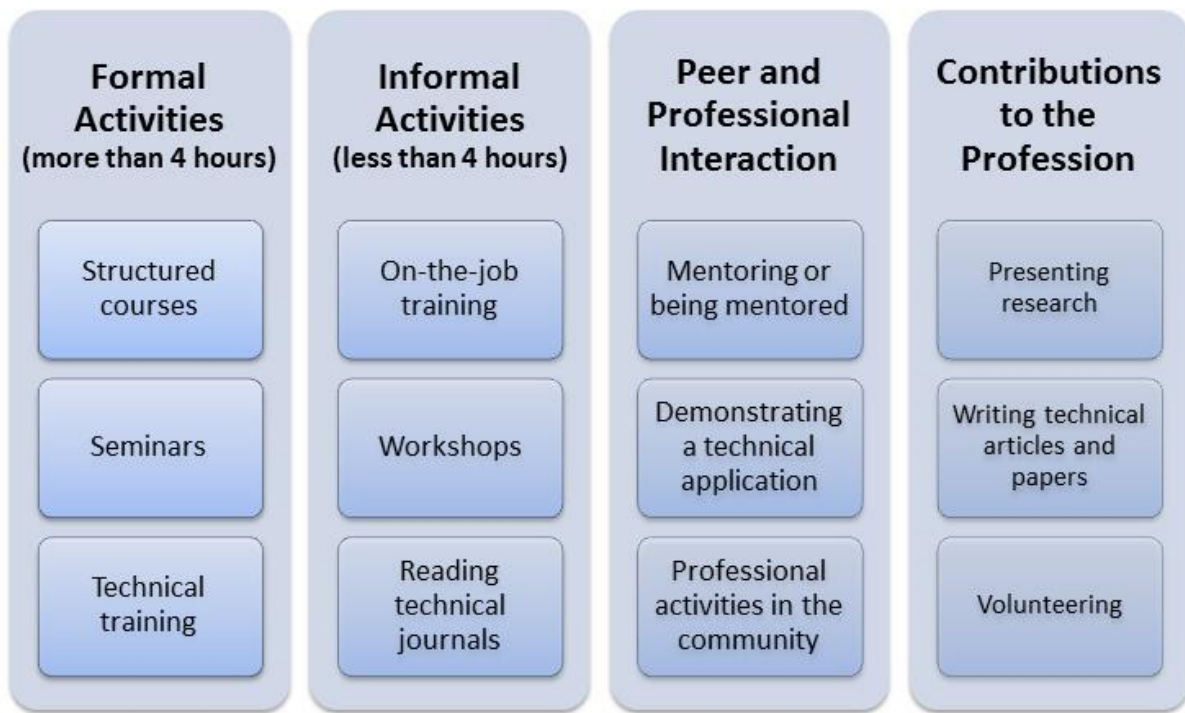 Formal
Activities
(more than 4 hours)
Structured
courses
Seminars
Technical
training
Informal
Activities
(less than 4 hours)
On-the-job
training
Workshops
Reading
technical
journals
Peer and
Professional
Interaction
Mentoring or
being mentored
Demonstrating
a technical
application
Professional
activities in the
community
Contributions
to the
Profession
Presenting
research
Writing technical
articles and
papers
Volunteering